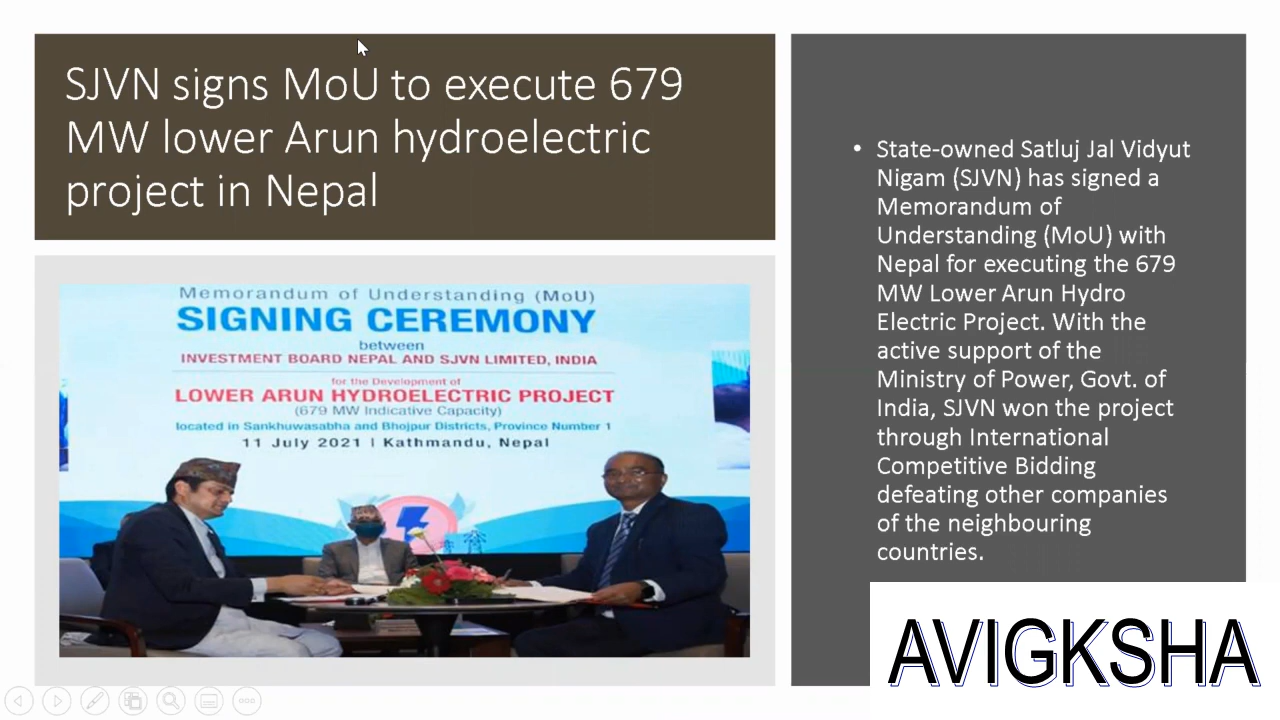 SJVN signs MoU to execute 679
MW lower Arun hydroelectric
project in Nepal
Memorandum of Understanding (MoU)
SIGNING CEREMONY
between
INVESTMENT BOARD NEPAL AND SJVN LIMITED, INDIA
for the Development of
LOWER ARUN HYDROELECTRIC PROJECT
(679 MW Indicative Capacity)
located in Sankhuwasabha and Bhojpur Districts, Province Number 1
11 July 2021 | Kathmandu, Nepal
• State-owned Satluj Jal Vidyut
Nigam (SJVN) has signed a
Memorandum of
Understanding (MoU) with
Nepal for executing the 679
MW Lower Arun Hydro
Electric Project. With the
active support of the
Ministry of Power, Govt. of
India, SJVN won the project
through International
Competitive Bidding
defeating other companies
of the neighbouring
countries.
AVIGKSHA